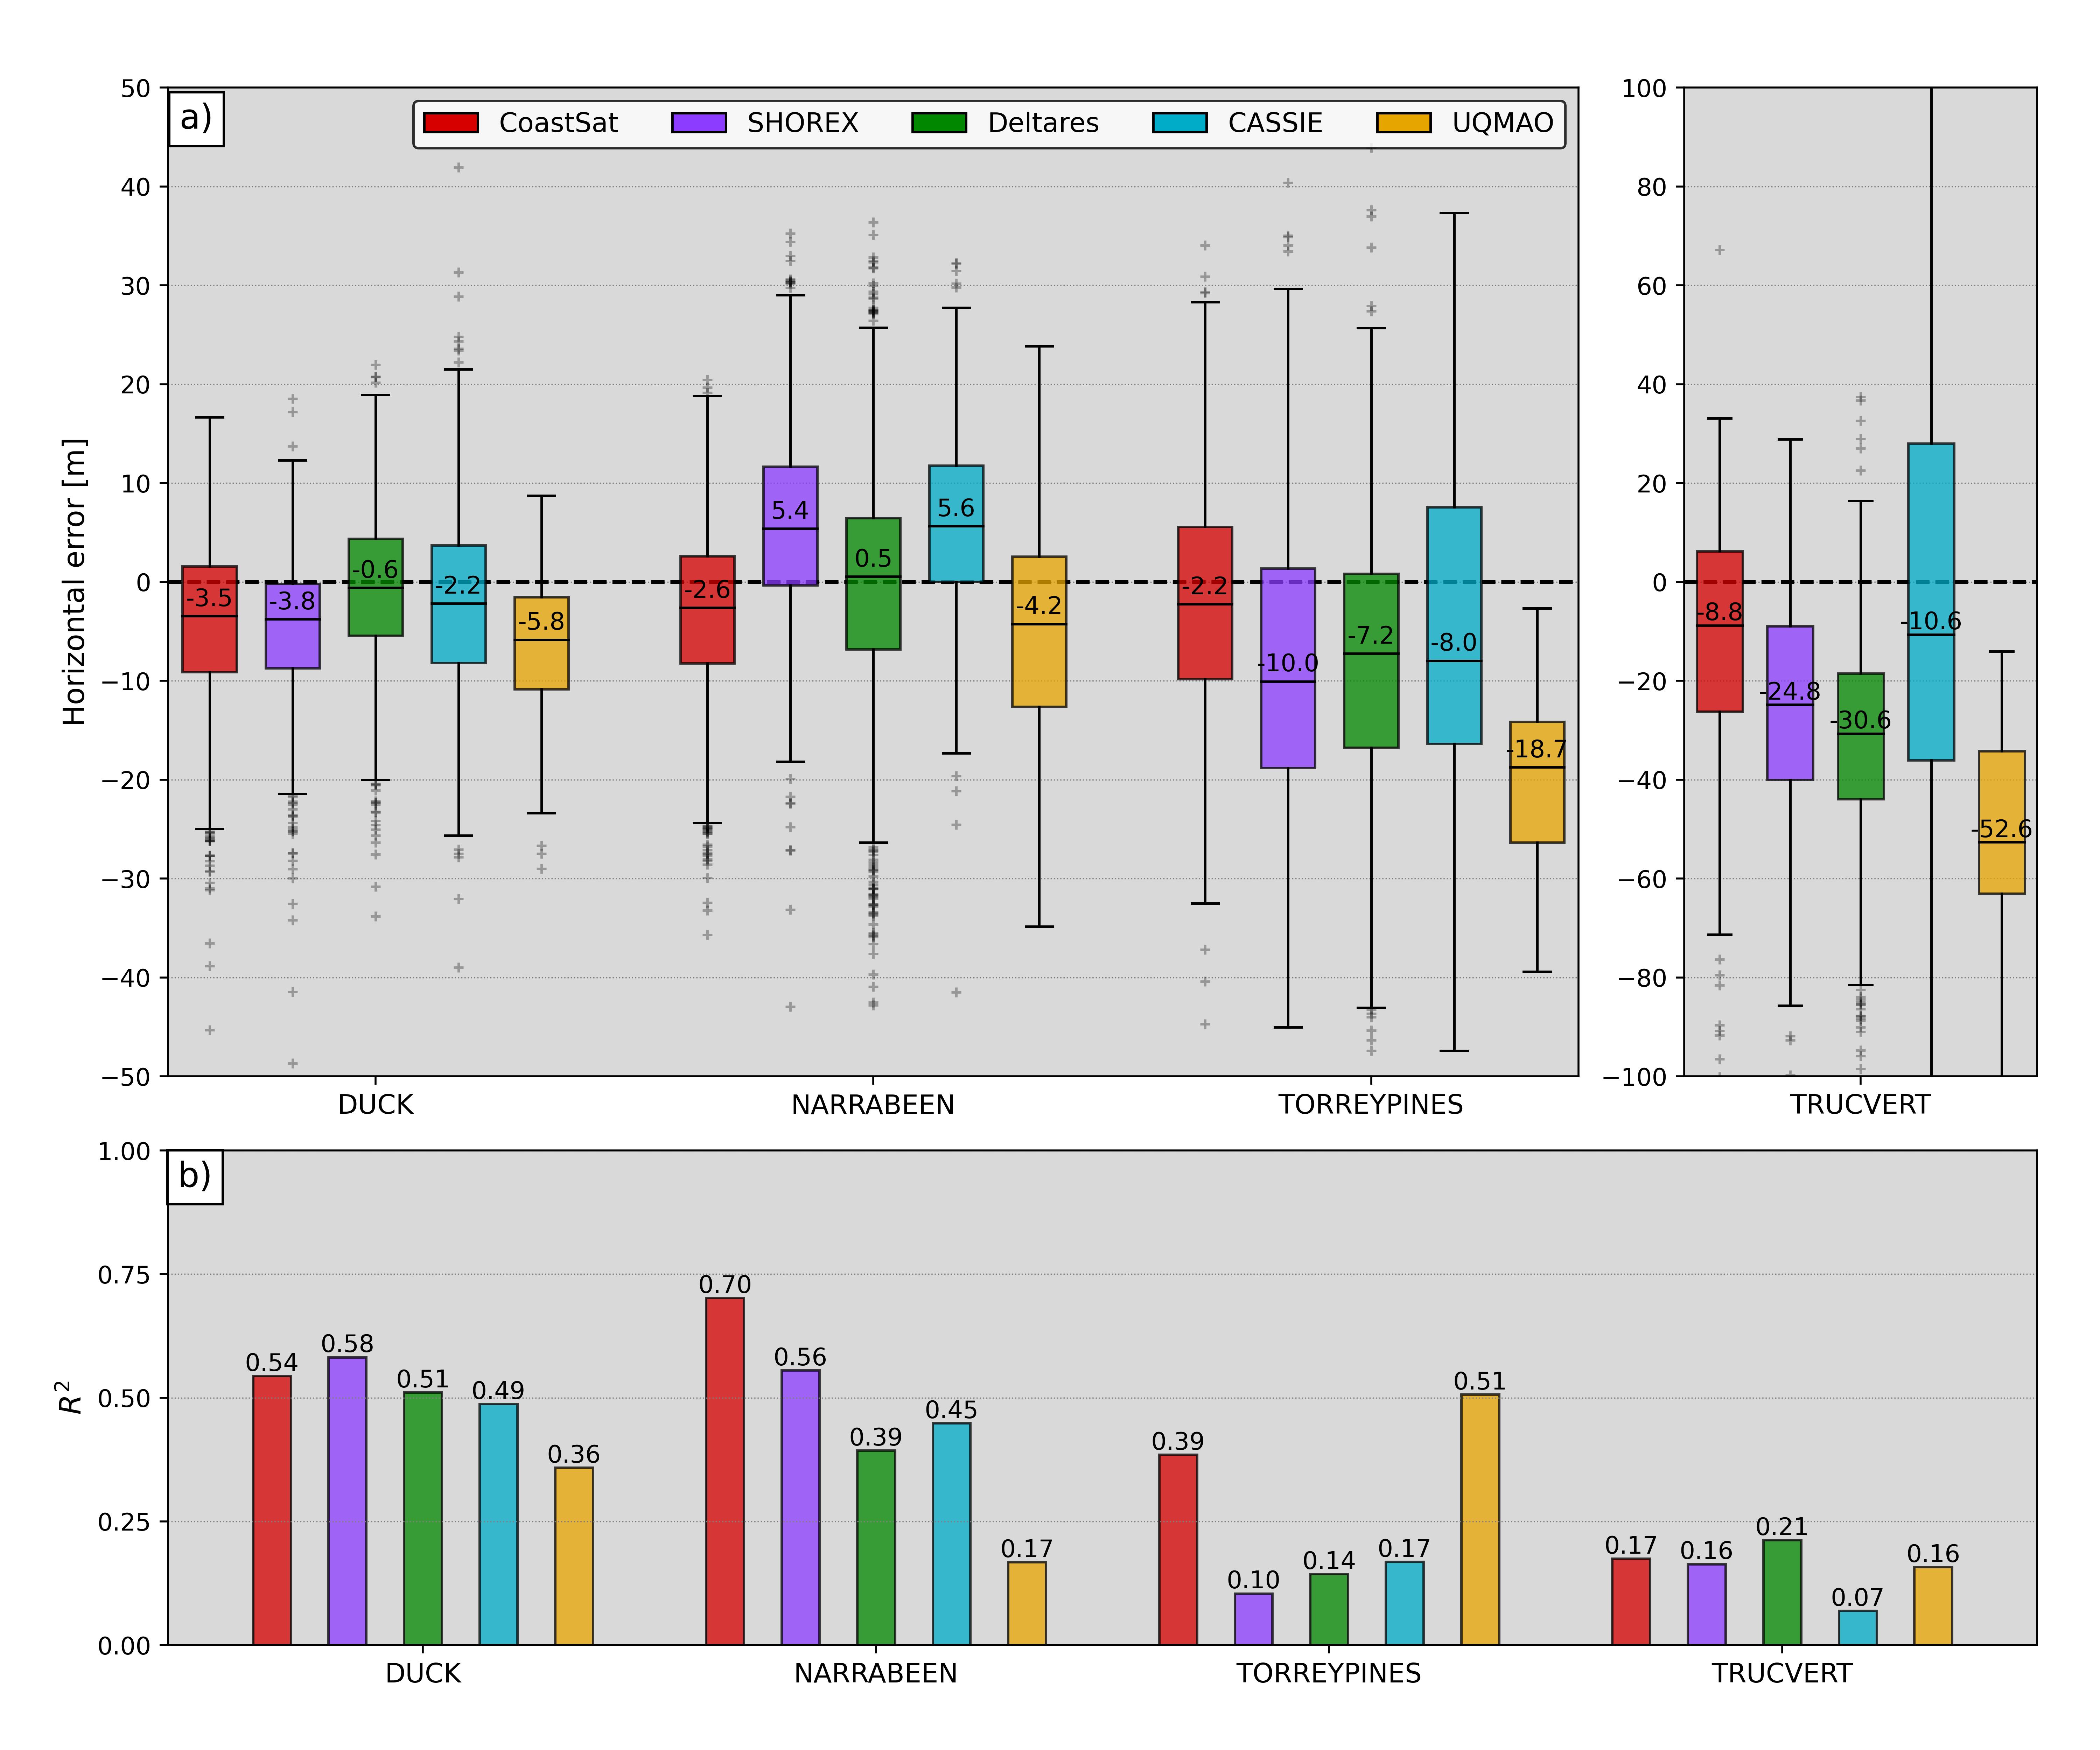 a)
CoastSat SHOREX Deltares CASSIE UQMAO
Horizontal error [m]
50
40
30
20
10
0
−10
−20
−30
−40
−50
-3.5 -3.8 -0.6 -2.2 -5.8
-2.6 5.4 0.5 5.6 -4.2
-2.2 -10.0 -7.2 -8.0 -18.7
DUCK NARRABEEN TORREYPINES
100
80
60
40
20
0
−20
−40
−60
−80
−100
-8.8 -24.8 -30.6 -10.6 -52.6
TRUCVERT
b)
R²
1.00
0.75
0.50
0.25
0.00
0.54 0.58 0.51 0.49 0.36
0.70 0.56 0.39 0.45 0.17
0.39 0.10 0.14 0.17 0.51
0.17 0.16 0.21 0.07 0.16
DUCK NARRABEEN TORREYPINES TRUCVERT